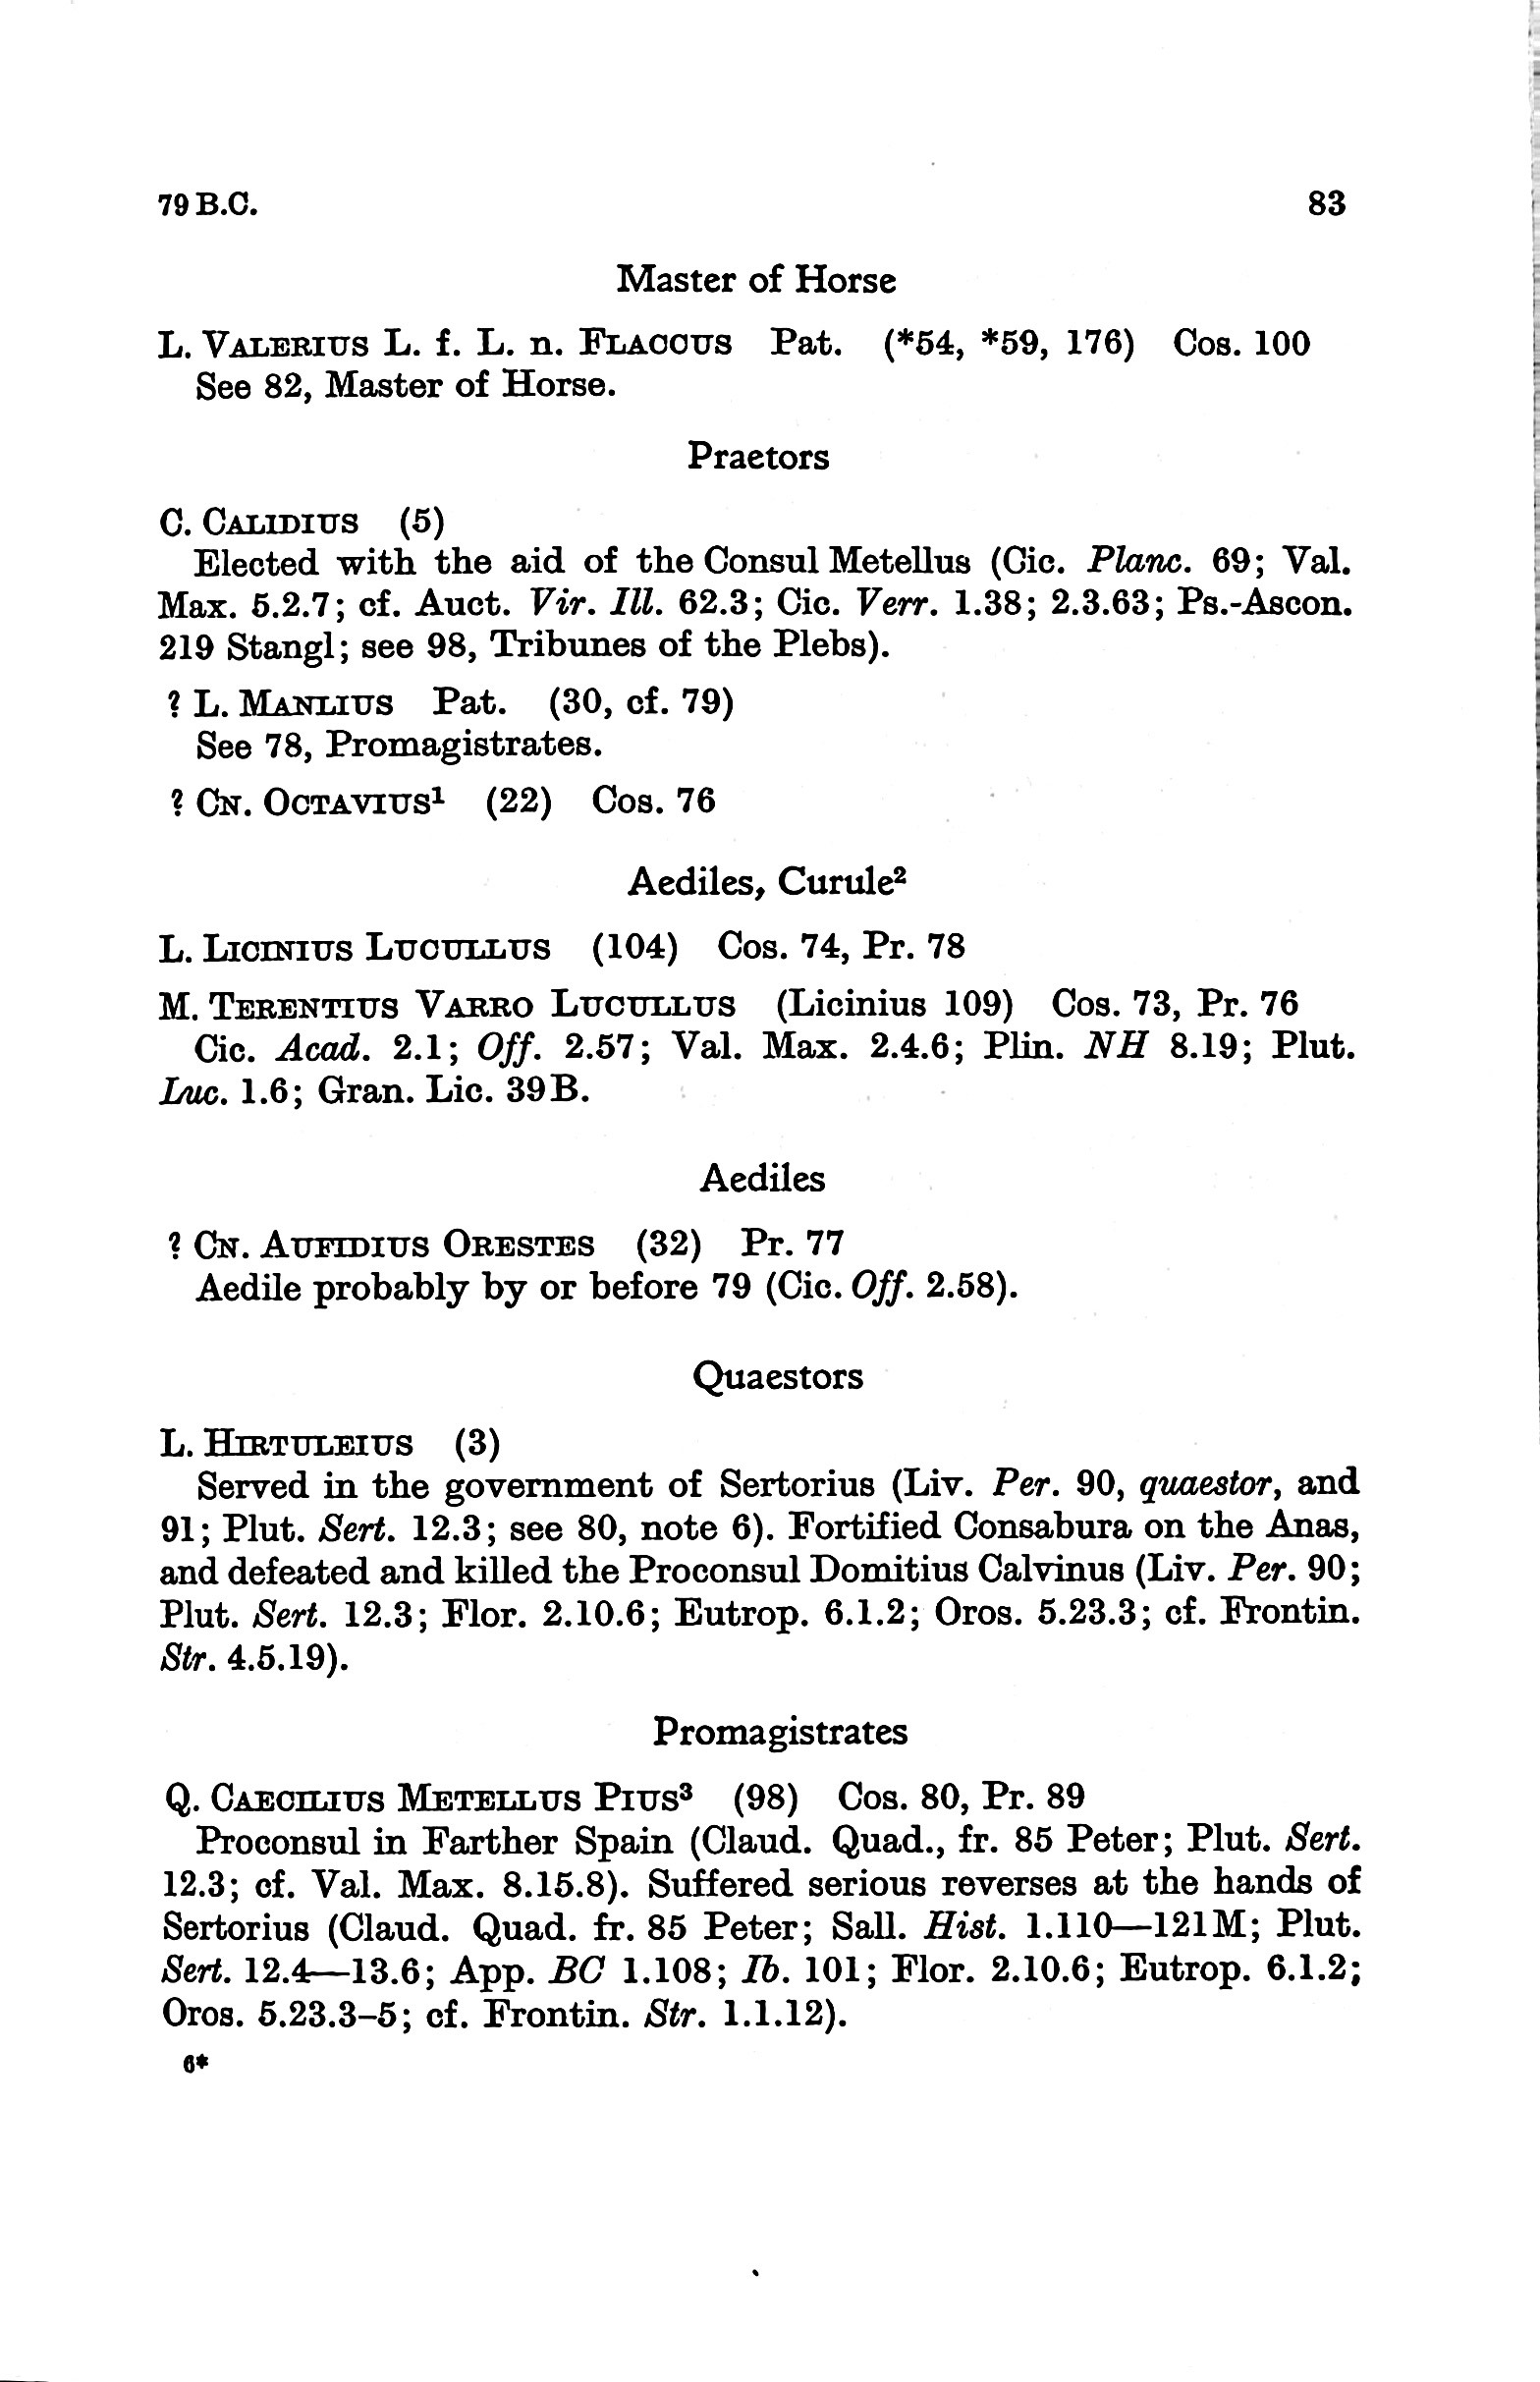 79 B.C. 83
Master of Horse
L. VALERIUS L. f. L. n. FLACCUS Pat. (*54, *59, 176) Cos. 100
See 82, Master of Horse.
Praetors
C. CALIDIUS (5)
Elected with the aid of the Consul Metellus (Cic. Planc. 69; Val.
Max. 5.2.7; cf. Auct. Vir. Ill. 62.3; Cic. Verr. 1.38; 2.3.63; Ps.-Ascon.
219 Stangl; see 98, Tribunes of the Plebs).
? L. MANLIUS Pat. (30, cf. 79)
See 78, Promagistrates.
? CN. OCTAVIUS¹ (22) Cos. 76
Aediles, Curule²
L. LICINIUS LUCULLUS (104) Cos. 74, Pr. 78
M. TERENTIUS VARRO LUCULLUS (Licinius 109) Cos. 73, Pr. 76
Cic. Acad. 2.1; Off. 2.57; Val. Max. 2.4.6; Plin. NH 8.19; Plut.
Luc. 1.6; Gran. Lic. 39B.
Aediles
? CN. AUFIDIUS ORESTES (32) Pr. 77
Aedile probably by or before 79 (Cic. Off. 2.58).
Quaestors
L. HIRTULEIUS (3)
Served in the government of Sertorius (Liv. Per. 90, quaestor, and
91; Plut. Sert. 12.3; see 80, note 6). Fortified Consabura on the Anas,
and defeated and killed the Proconsul Domitius Calvinus (Liv. Per. 90;
Plut. Sert. 12.3; Flor. 2.10.6; Eutrop. 6.1.2; Oros. 5.23.3; cf. Frontin.
Str. 4.5.19).
Promagistrates
Q. CAECILIUS METELLUS PIUS³ (98) Cos. 80, Pr. 89
Proconsul in Farther Spain (Claud. Quad., fr. 85 Peter; Plut. Sert.
12.3; cf. Val. Max. 8.15.8). Suffered serious reverses at the hands of
Sertorius (Claud. Quad. fr. 85 Peter; Sall. Hist. 1.110—121M; Plut.
Sert. 12.4—13.6; App. BC 1.108; Ib. 101; Flor. 2.10.6; Eutrop. 6.1.2;
Oros. 5.23.3–5; cf. Frontin. Str. 1.1.12).
6*